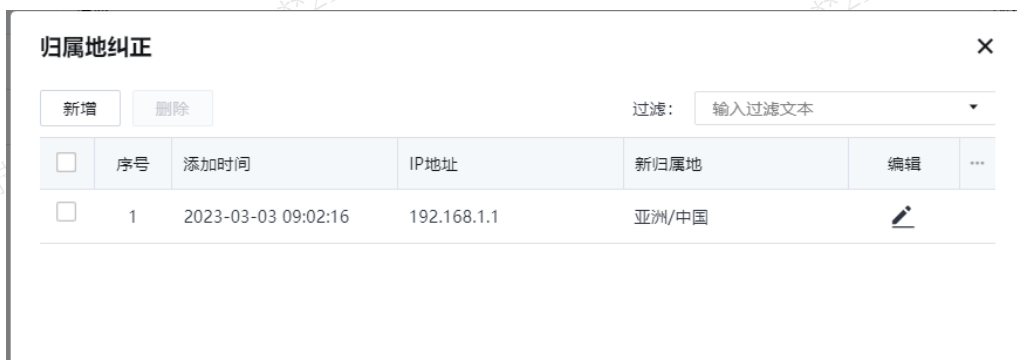 归属地纠正
新增 删除 过滤： 输入过滤文本
序号 添加时间 IP地址 新归属地 编辑 ...
1 2023-03-03 09:02:16 192.168.1.1 亚洲/中国